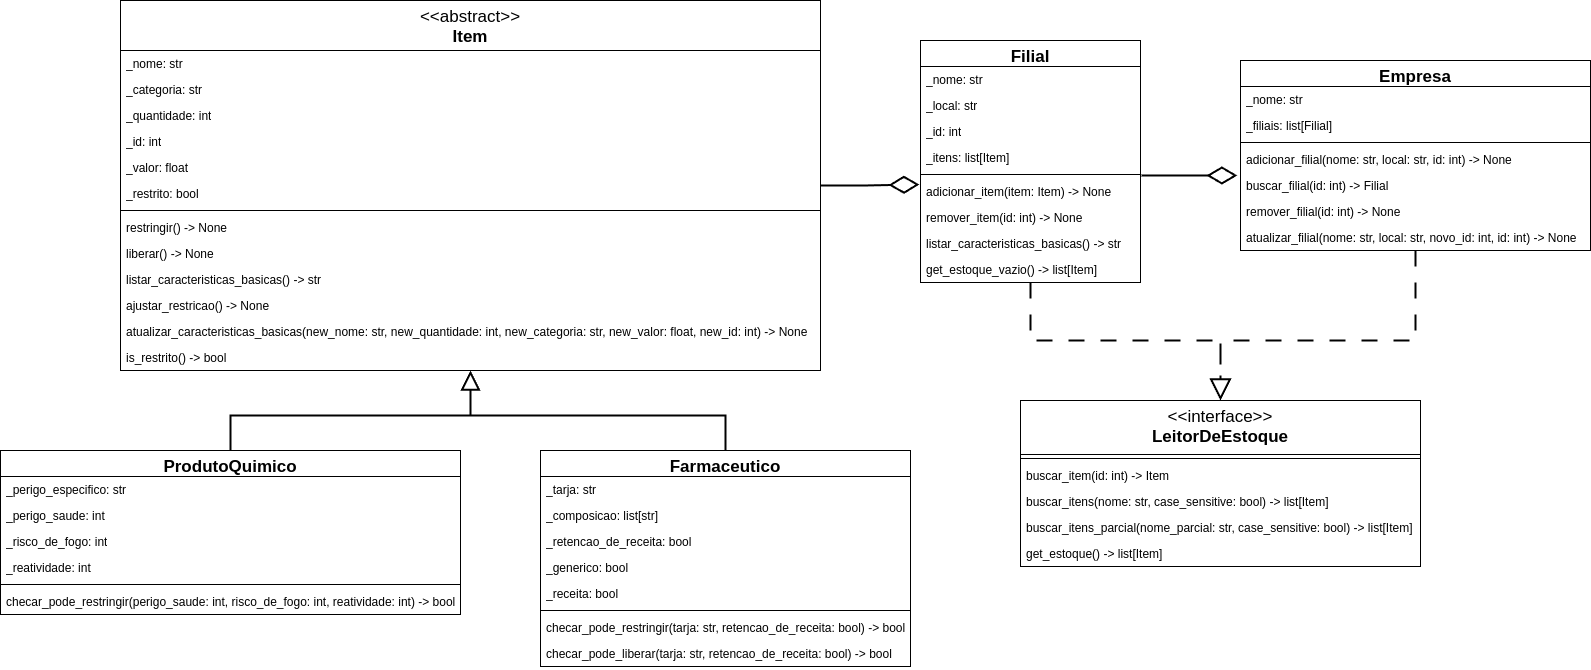 <<abstract>>
Item
_nome: str
_categoria: str
_quantidade: int
_id: int
_valor: float
_restrito: bool
restringir() -> None
liberar() -> None
listar_caracteristicas_basicas() -> str
ajustar_restricao() -> None
atualizar_caracteristicas_basicas(new_nome: str, new_quantidade: int, new_categoria: str, new_valor: float, new_id: int) -> None
is_restrito() -> bool
Filial
_nome: str
_local: str
_id: int
_itens: list[Item]
adicionar_item(item: Item) -> None
remover_item(id: int) -> None
listar_caracteristicas_basicas() -> str
get_estoque_vazio() -> list[Item]
Empresa
_nome: str
_filiais: list[Filial]
adicionar_filial(nome: str, local: str, id: int) -> None
buscar_filial(id: int) -> Filial
remover_filial(id: int) -> None
atualizar_filial(nome: str, local: str, novo_id: int, id: int) -> None
ProdutoQuimico
_perigo_especifico: str
_perigo_saude: int
_risco_de_fogo: int
_reatividade: int
checar_pode_restringir(perigo_saude: int, risco_de_fogo: int, reatividade: int) -> bool
Farmaceutico
_tarja: str
_composicao: list[str]
_retencao_de_receita: bool
_generico: bool
_receita: bool
checar_pode_restringir(tarja: str, retencao_de_receita: bool) -> bool
checar_pode_liberar(tarja: str, retencao_de_receita: bool) -> bool
<<interface>>
LeitorDeEstoque
buscar_item(id: int) -> Item
buscar_itens(nome: str, case_sensitive: bool) -> list[Item]
buscar_itens_parcial(nome_parcial: str, case_sensitive: bool) -> list[Item]
get_estoque() -> list[Item]